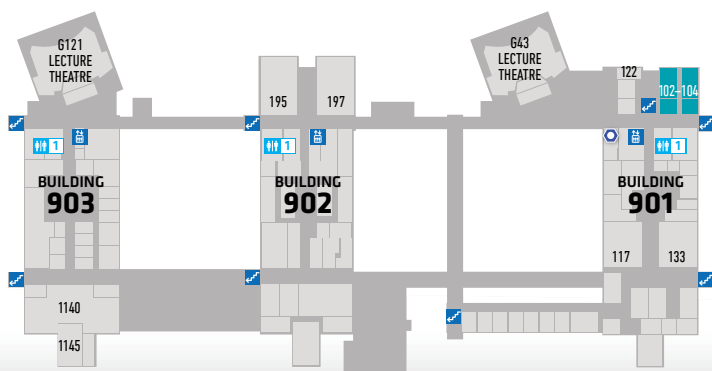 G121
LECTURE
THEATRE
G43
LECTURE
THEATRE
195
197
122
102–104
1
1
1
BUILDING
903
BUILDING
902
BUILDING
901
117
133
1140
1145